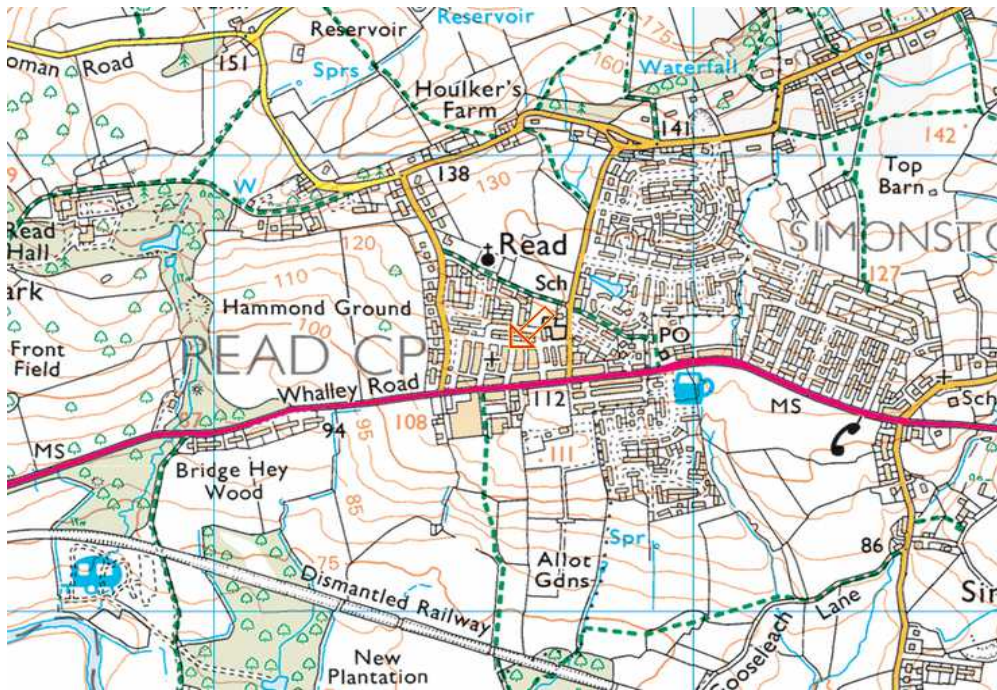 Reservoir
Reservoir
175
oman Road
151
Sprs
160
Waterfall
Houlker's
Farm
141
142
138
130
W
Top
Barn
9
Read
Hall
120
Read
SIMONSTO
127
110
Sch
ark
Hammond Ground
100
READ CP
PO
Front
Field
Whalley Road
112
MS
Sch
94
95
108
MS
111
Bridge Hey
Wood
85
Spr
86
75
Allot
Gdns
Sin
Dismantled Railway
Gooseleach Lane
New
Plantation